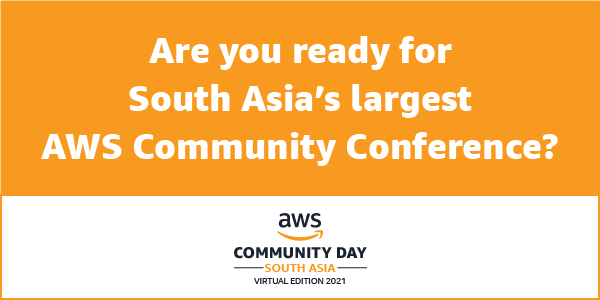 Are you ready for
South Asia’s largest
AWS Community Conference?
aws
COMMUNITY DAY
SOUTH ASIA
VIRTUAL EDITION 2021